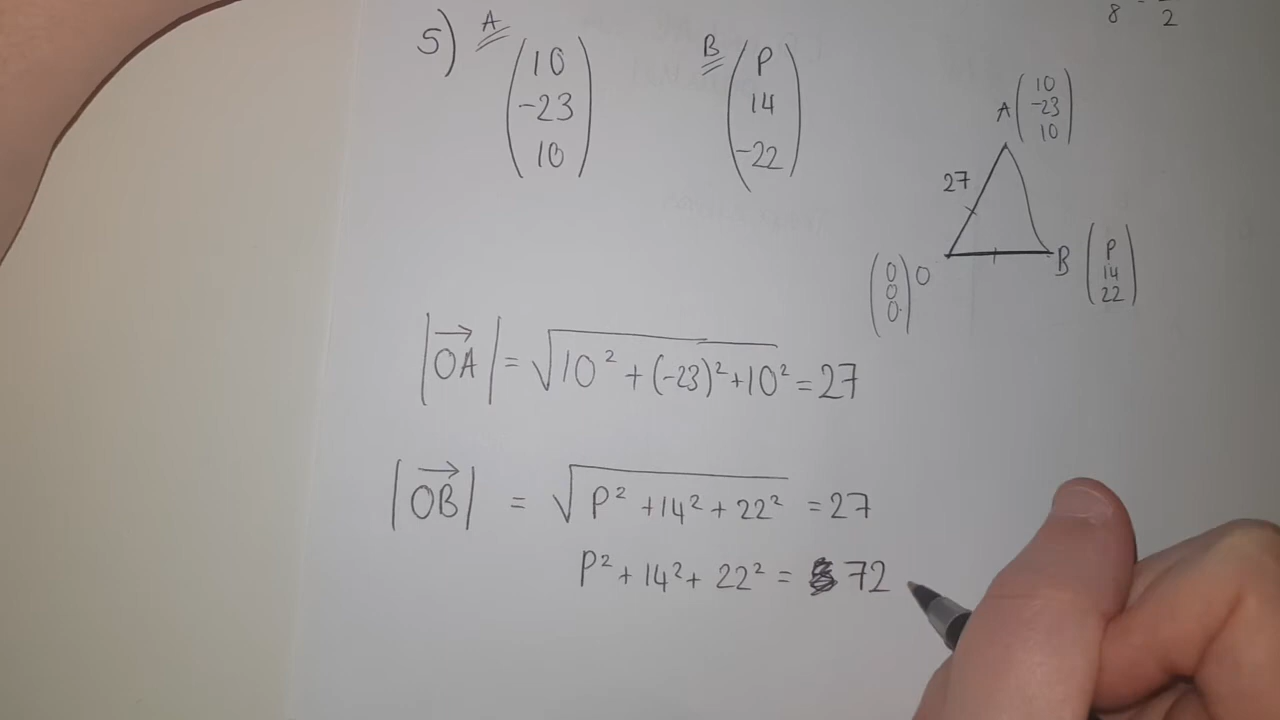 8 - 2
5) A
10
-23
10
B
P
14
-22
A
10
-23
10
27
0
0
0
O
B
P
14
22
|OA| = √10² + (-23)² + 10² = 27
|OB| = √P² + 14² + 22² = 27
P² + 14² + 22² = 72